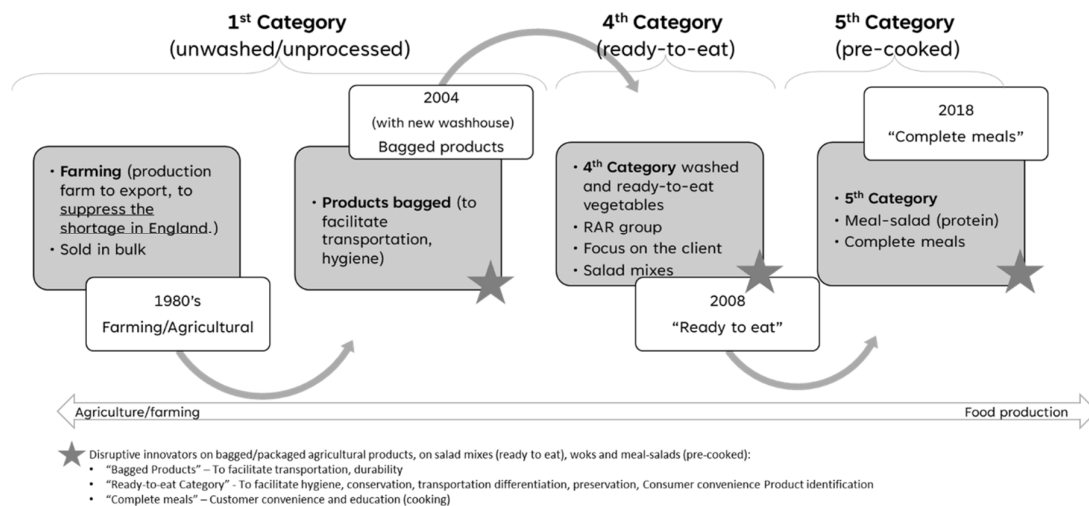 1st Category
(unwashed/unprocessed)
4th Category
(ready-to-eat)
5th Category
(pre-cooked)
• Farming (production
farm to export, to
suppress the
shortage in England.)
• Sold in bulk
1980's
Farming/Agricultural
2004
(with new washhouse)
Bagged products
• Products bagged (to
facilitate
transportation,
hygiene)
• 4th Category washed
and ready-to-eat
vegetables
• RAR group
• Focus on the client
• Salad mixes
2008
“Ready to eat”
2018
“Complete meals”
• 5th Category
• Meal-salad (protein)
• Complete meals
Agriculture/farming
Food production
Disruptive innovators on bagged/packaged agricultural products, on salad mixes (ready to eat), woks and meal-salads (pre-cooked):
• “Bagged Products” – To facilitate transportation, durability
• “Ready-to-eat Category” - To facilitate hygiene, conservation, transportation differentiation, preservation, Consumer convenience Product identification
• “Complete meals” – Customer convenience and education (cooking)